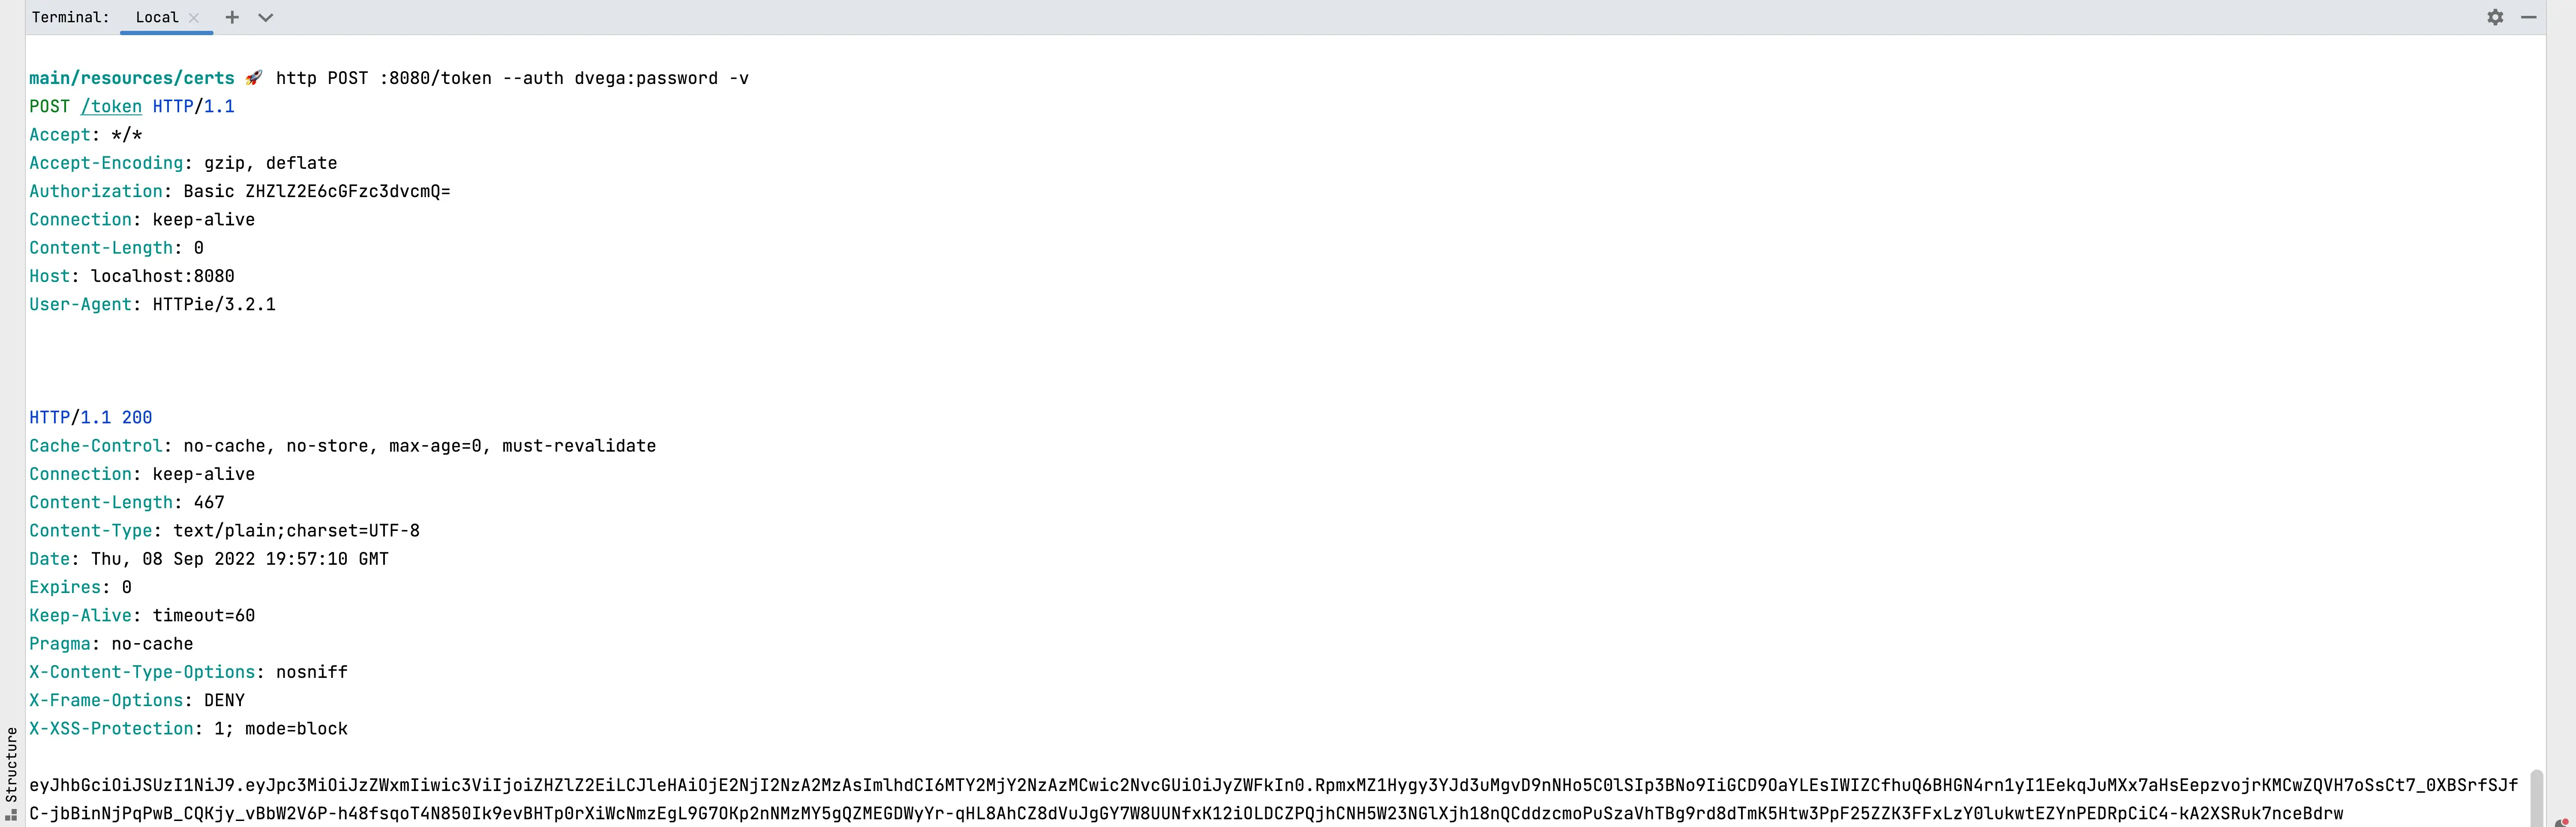 Terminal: Local
main/resources/certs 🚀 http POST :8080/token --auth dvega:password -v
POST /token HTTP/1.1
Accept: */*
Accept-Encoding: gzip, deflate
Authorization: Basic ZHZlZ2E6cGFzc3dvcmQ=
Connection: keep-alive
Content-Length: 0
Host: localhost:8080
User-Agent: HTTPie/3.2.1
HTTP/1.1 200
Cache-Control: no-cache, no-store, max-age=0, must-revalidate
Connection: keep-alive
Content-Length: 467
Content-Type: text/plain;charset=UTF-8
Date: Thu, 08 Sep 2022 19:57:10 GMT
Expires: 0
Keep-Alive: timeout=60
Pragma: no-cache
X-Content-Type-Options: nosniff
X-Frame-Options: DENY
X-XSS-Protection: 1; mode=block
eyJhbGciOiJSUzI1NiJ9.eyJpc3MiOiJzZWxmIiwic3ViIjoiZHZlZ2EiLCJleHAiOjE2NjI2NzA2MzAsImlhdCI6MTY2MjY2NzAzMCwic2NvcGUiOiJyZWFkIn0.RpmxMZ1Hygy3YJd3uMgvD9nNHo5C0lSIp3BNo9IiGCD9OaYLEsIWIZCfhuQ6BHGN4rn1yI1EekqJuMXx7aHsEepzvojrKMCwZQVH7oSsCt7_0XBSrfSJf
C-jbBinNjPqPwB_CQKjy_vBbW2V6P-h48fsqoT4N850Ik9evBHTp0rXiWcNmzEgL9G7OKp2nNMzMY5gQZMEGDWyYr-qHL8AhCZ8dVuJgGY7W8UUNfxK12iOLDCZPQjhCNH5W23NGlXjh18nQCddzcmoPuSzaVhTBg9rd8dTmK5Htw3PpF25ZZK3FFxLzY0lukwtEZYnPEDRpCiC4-kA2XSRuk7nceBdrw
Structure